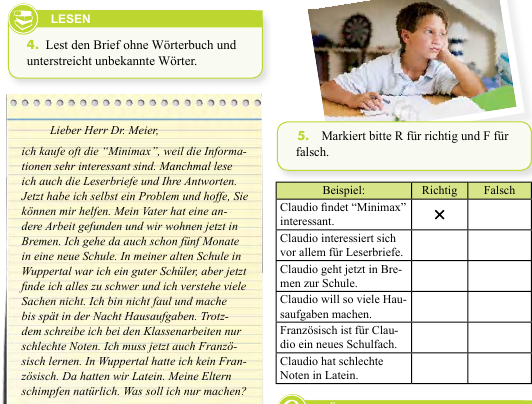 LESEN
4. Lest den Brief ohne Wörterbuch und
unterstreicht unbekannte Wörter.
Lieber Herr Dr. Meier,
ich kaufe oft die “Minimax”, weil die Informa-
tionen sehr interessant sind. Manchmal lese
ich auch die Leserbriefe und Ihre Antworten.
Jetzt habe ich selbst ein Problem und hoffe, Sie
können mir helfen. Mein Vater hat eine an-
dere Arbeit gefunden und wir wohnen jetzt in
Bremen. Ich gehe da auch schon fünf Monate
in eine neue Schule. In meiner alten Schule in
Wuppertal war ich ein guter Schüler, aber jetzt
finde ich alles zu schwer und ich verstehe viele
Sachen nicht. Ich bin nicht faul und mache
bis spät in der Nacht Hausaufgaben. Trotz-
dem schreibe ich bei den Klassenarbeiten nur
schlechte Noten. Ich muss jetzt auch Franzö-
sisch lernen. In Wuppertal hatte ich kein Fran-
zösisch. Da hatten wir Latein. Meine Eltern
schimpfen natürlich. Was soll ich nur machen?
5. Markiert bitte R für richtig und F für
falsch.
Beispiel: Richtig Falsch
Claudio findet “Minimax”
interessant.
Claudio interessiert sich
vor allem für Leserbriefe.
Claudio geht jetzt in Bre-
men zur Schule.
Claudio will so viele Hau-
saufgaben machen.
Französisch ist für Clau-
dio ein neues Schulfach.
Claudio hat schlechte
Noten in Latein.